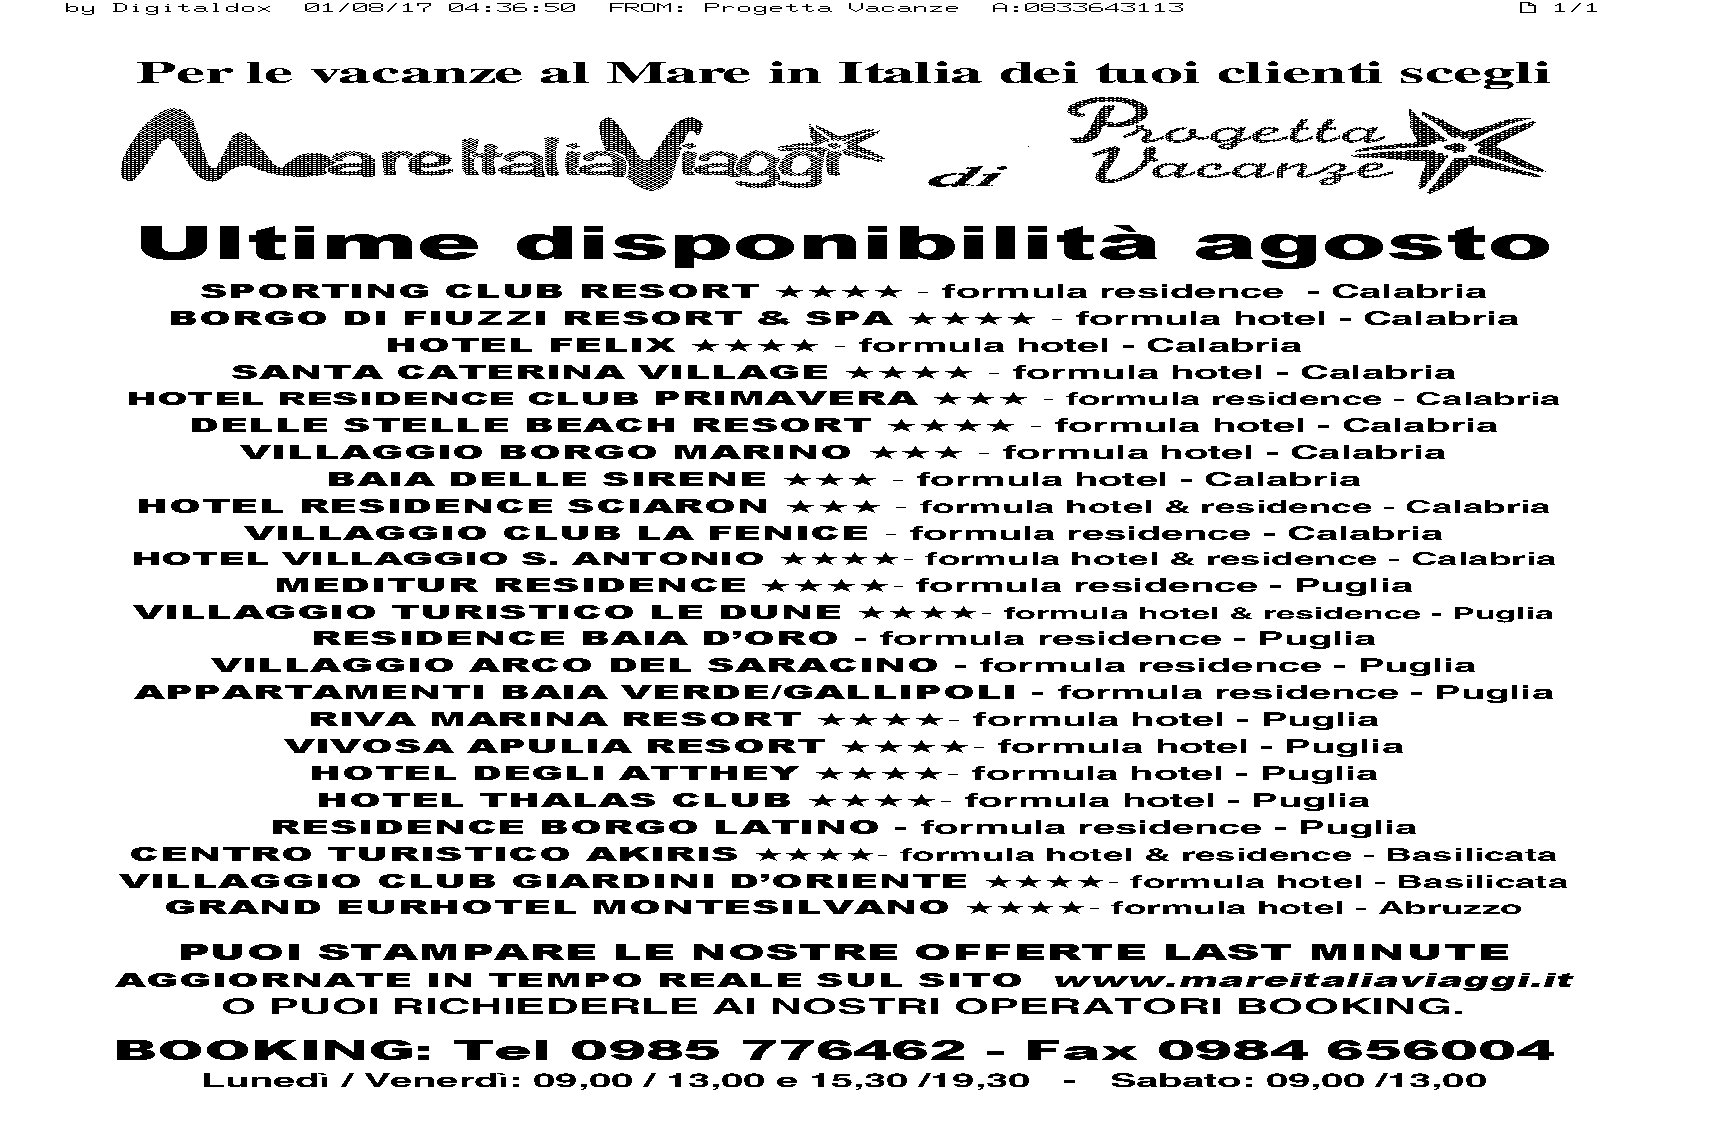 by Digitaldox 01/08/17 04:36:50 FROM: Progetta Vacanze A:0833643113 1/1
Per le vacanze al Mare in Italia dei tuoi clienti scegli
Mare Italia Viaggi di Progetta Vacanze
Ultime disponibilità agosto
SPORTING CLUB RESORT ★★★★ - formula residence - Calabria
BORGO DI FIUZZI RESORT & SPA ★★★★ - formula hotel - Calabria
HOTEL FELIX ★★★★ - formula hotel - Calabria
SANTA CATERINA VILLAGE ★★★★ - formula hotel - Calabria
HOTEL RESIDENCE CLUB PRIMAVERA ★★★ - formula residence - Calabria
DELLE STELLE BEACH RESORT ★★★★ - formula hotel - Calabria
VILLAGGIO BORGO MARINO ★★★ - formula hotel - Calabria
BAIA DELLE SIRENE ★★★ - formula hotel - Calabria
HOTEL RESIDENCE SCIARON ★★★ - formula hotel & residence - Calabria
VILLAGGIO CLUB LA FENICE - formula residence - Calabria
HOTEL VILLAGGIO S. ANTONIO ★★★★- formula hotel & residence - Calabria
MEDITUR RESIDENCE ★★★★- formula residence - Puglia
VILLAGGIO TURISTICO LE DUNE ★★★★- formula hotel & residence - Puglia
RESIDENCE BAIA D'ORO - formula residence - Puglia
VILLAGGIO ARCO DEL SARACINO - formula residence - Puglia
APPARTAMENTI BAIA VERDE/GALLIPOLI - formula residence - Puglia
RIVA MARINA RESORT ★★★★- formula hotel - Puglia
VIVOSA APULIA RESORT ★★★★- formula hotel - Puglia
HOTEL DEGLI ATTHEY ★★★★- formula hotel - Puglia
HOTEL THALAS CLUB ★★★★- formula hotel - Puglia
RESIDENCE BORGO LATINO - formula residence - Puglia
CENTRO TURISTICO AKIRIS ★★★★- formula hotel & residence - Basilicata
VILLAGGIO CLUB GIARDINI D'ORIENTE ★★★★- formula hotel - Basilicata
GRAND EURHOTEL MONTESILVANO ★★★★- formula hotel - Abruzzo
PUOI STAMPARE LE NOSTRE OFFERTE LAST MINUTE
AGGIORNATE IN TEMPO REALE SUL SITO www.mareitaliaviaggi.it
O PUOI RICHIEDERLE AI NOSTRI OPERATORI BOOKING.
BOOKING: Tel 0985 776462 - Fax 0984 656004
Lunedì / Venerdì: 09,00 / 13,00 e 15,30 /19,30 - Sabato: 09,00 /13,00